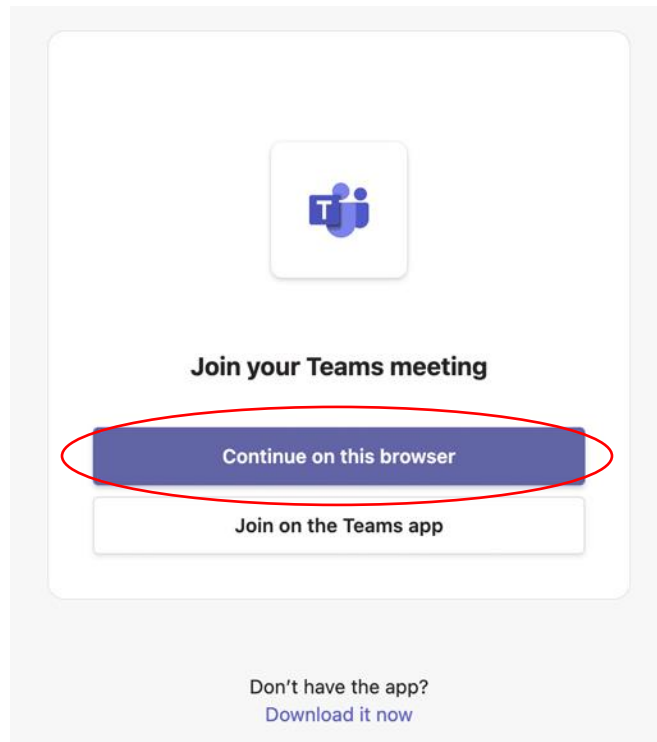 T
Join your Teams meeting
Continue on this browser
Join on the Teams app
Don't have the app?
Download it now